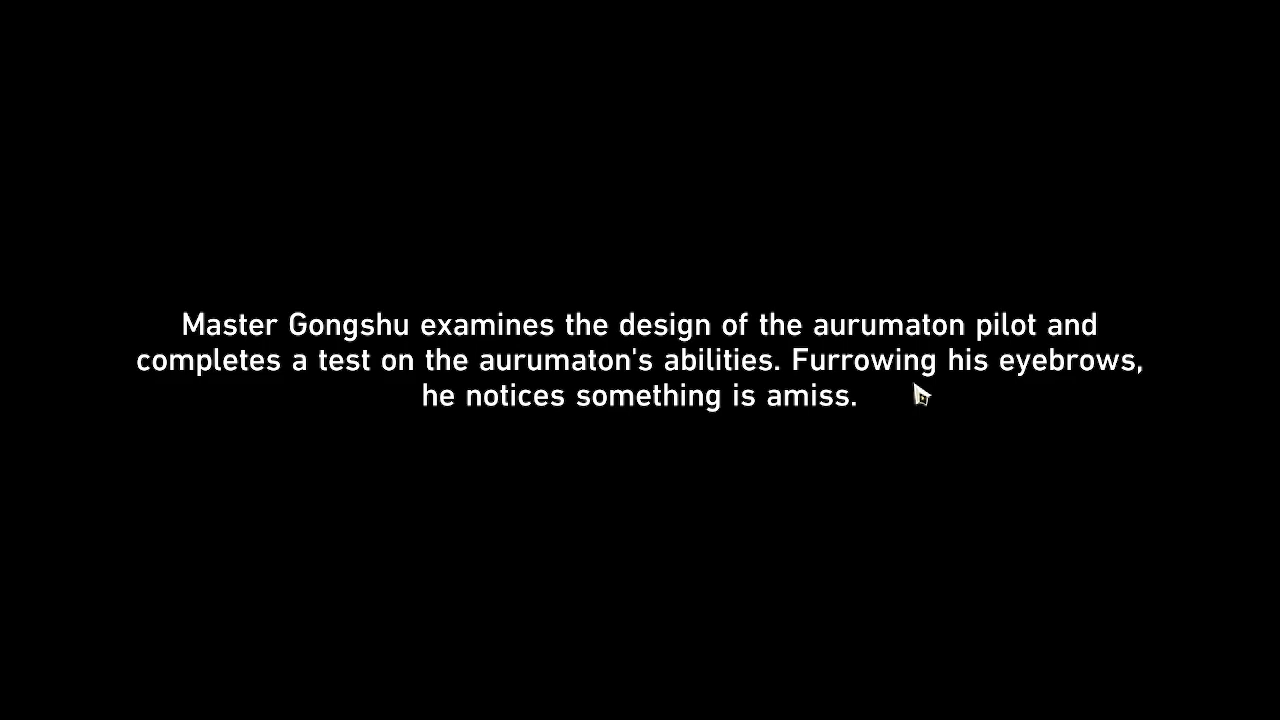 Master Gongshu examines the design of the aurumaton pilot and
completes a test on the aurumaton's abilities. Furrowing his eyebrows,
he notices something is amiss.